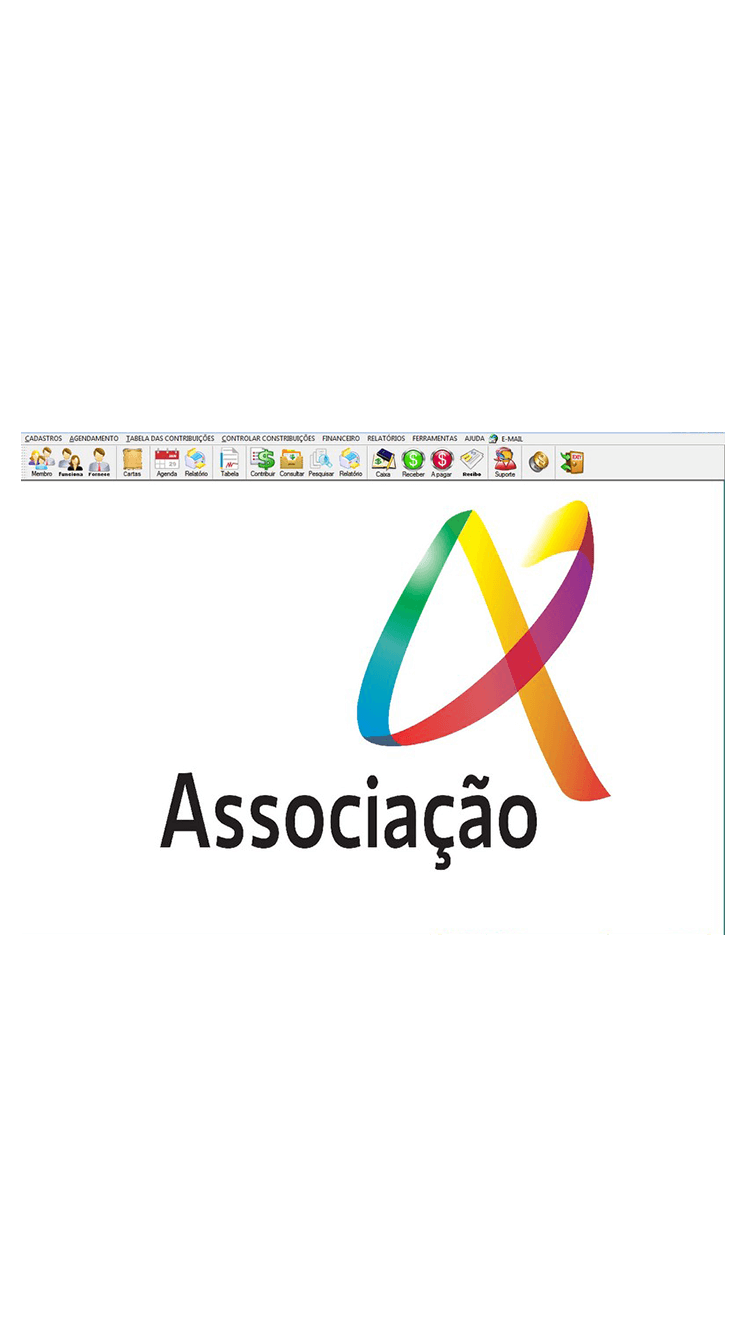 CADASTROS AGENDAMENTO TABELA DAS CONTRIBUIÇÕES CONTROLAR CONSTRIBUIÇÕES FINANCEIRO RELATÓRIOS FERRAMENTAS AJUDA E-MAIL
Membro Funciona Fornece Cartas Agenda Relatório Tabela Contribuir Consultar Pesquisar Relatório Caixa Receber A pagar Recibo Suporte
Associação